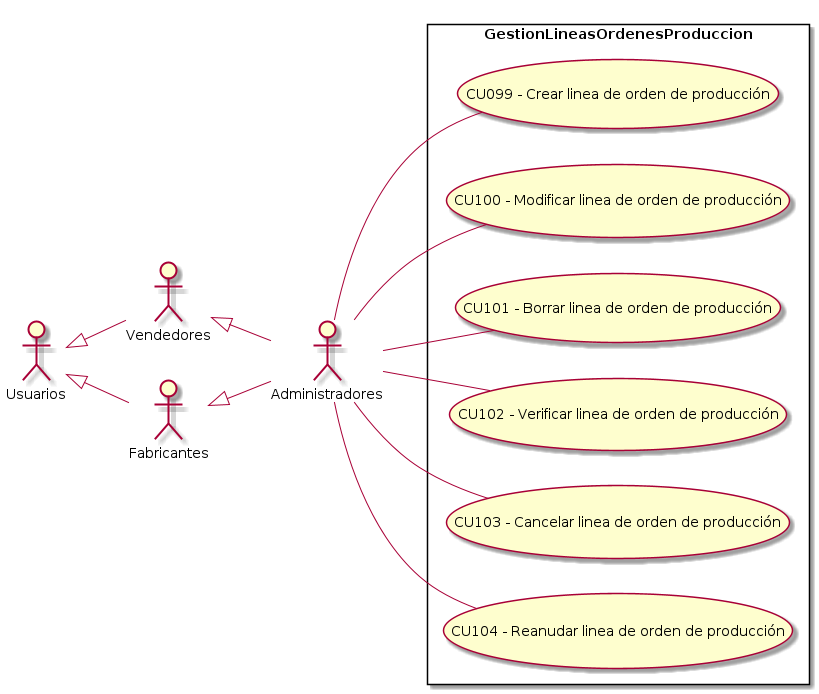 GestionLineasOrdenesProduccion
CU099 - Crear linea de orden de producción
CU100 - Modificar linea de orden de producción
CU101 - Borrar linea de orden de producción
Vendedores
Usuarios
Administradores
CU102 - Verificar linea de orden de producción
Fabricantes
CU103 - Cancelar linea de orden de producción
CU104 - Reanudar linea de orden de producción